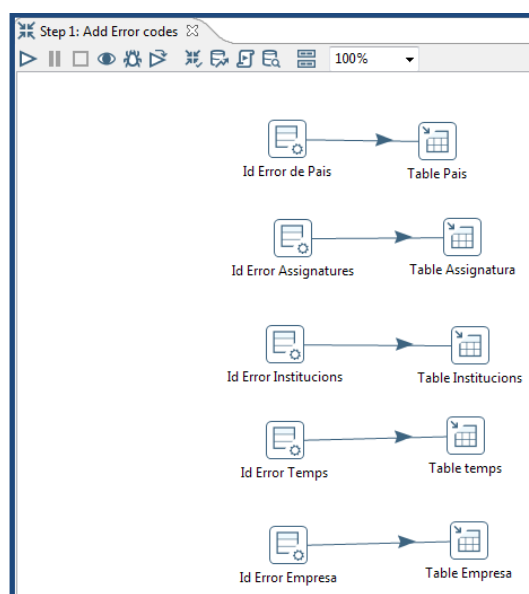 Step 1: Add Error codes
100%
Id Error de Pais
Table Pais
Id Error Assignatures
Table Assignatura
Id Error Institucions
Table Institucions
Id Error Temps
Table temps
Id Error Empresa
Table Empresa